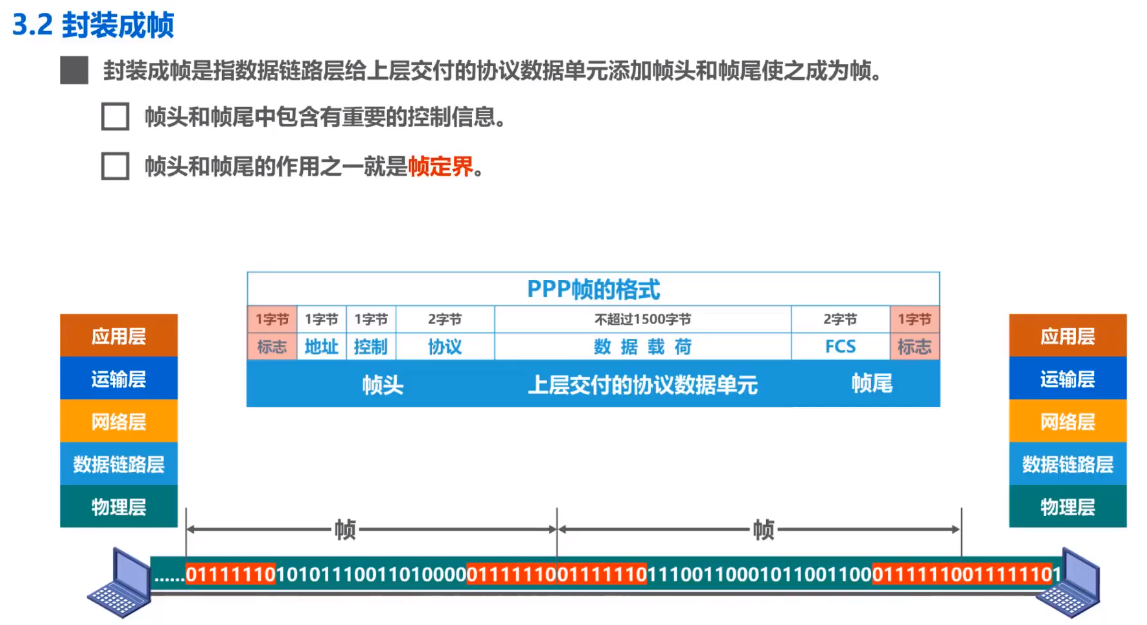 3.2 封装成帧
封装成帧是指数据链路层给上层交付的协议数据单元添加帧头和帧尾使之成为帧。
帧头和帧尾中包含有重要的控制信息。
帧头和帧尾的作用之一就是帧定界。
PPP帧的格式
1字节 1字节 1字节 2字节 不超过1500字节 2字节 1字节
标志 地址 控制 协议 数 据 载 荷 FCS 标志
帧头 上层交付的协议数据单元 帧尾
应用层
运输层
网络层
数据链路层
物理层
应用层
运输层
网络层
数据链路层
物理层
帧 帧
......011111101010111001101000001111110011111101110011000101100110001111110011111101